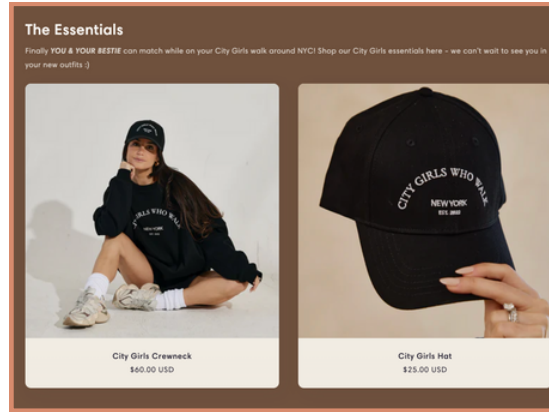 The Essentials
Finally YOU & YOUR BESTIE can match while on your City Girls walk around NYC! Shop our City Girls essentials here - we can't wait to see you in
your new outfits :)
CITY GIRLS WHO WALK
NEW YORK
CITY GIRLS WHO WALK
NEW YORK
City Girls Crewneck
$60.00 USD
City Girls Hat
$25.00 USD